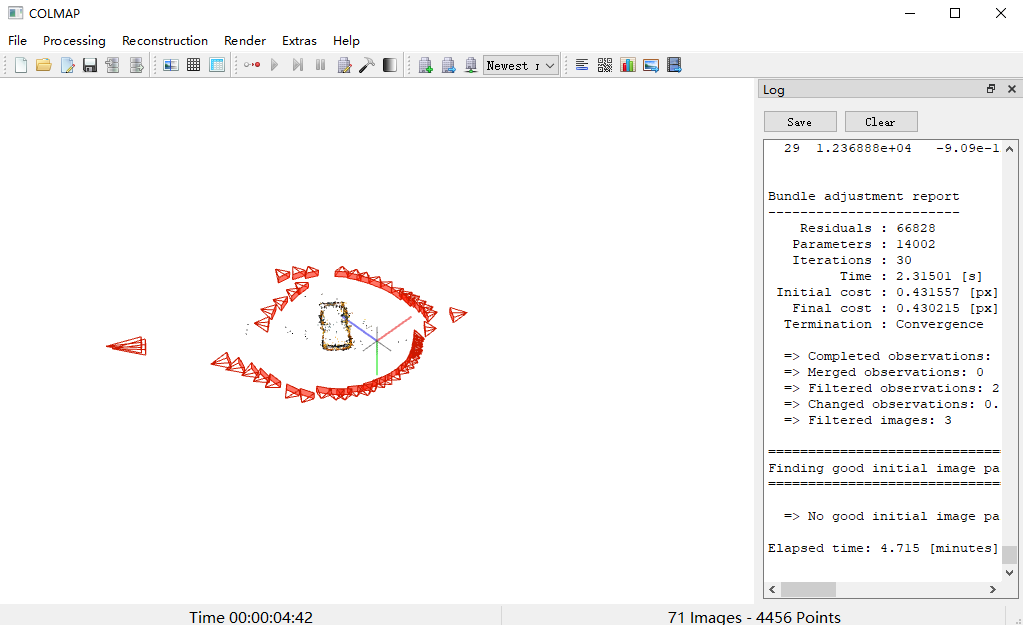 COLMAP
File Processing Reconstruction Render Extras Help
Newest
Log
Save Clear
29 1.236888e+04 -9.09e-1
Bundle adjustment report
------------------------
Residuals : 66828
Parameters : 14002
Iterations : 30
Time : 2.31501 [s]
Initial cost : 0.431557 [px]
Final cost : 0.430215 [px]
Termination : Convergence
=> Completed observations:
=> Merged observations: 0
=> Filtered observations: 2
=> Changed observations: 0.
=> Filtered images: 3
=============================
Finding good initial image pa
=============================
=> No good initial image pa
Elapsed time: 4.715 [minutes]
Time 00:00:04:42
71 Images - 4456 Points